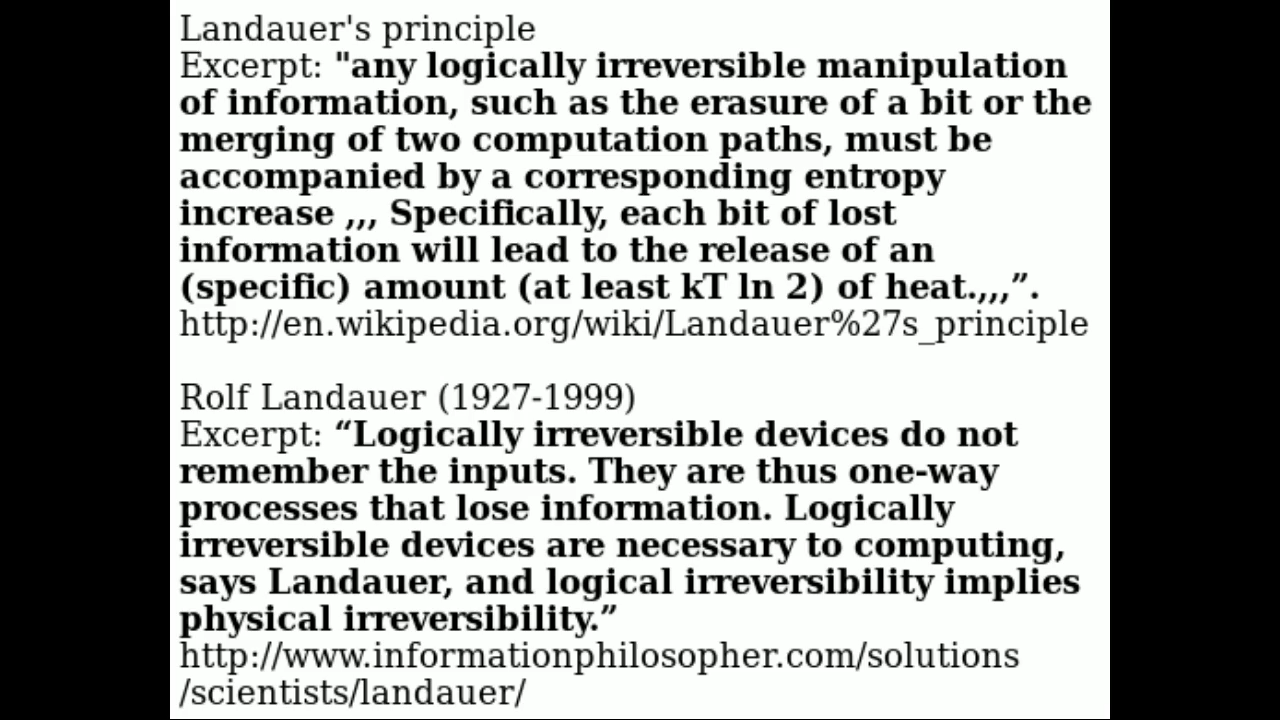 Landauer's principle
Excerpt: "any logically irreversible manipulation
of information, such as the erasure of a bit or the
merging of two computation paths, must be
accompanied by a corresponding entropy
increase ,,, Specifically, each bit of lost
information will lead to the release of an
(specific) amount (at least kT ln 2) of heat.,,,”.
http://en.wikipedia.org/wiki/Landauer%27s_principle
Rolf Landauer (1927-1999)
Excerpt: “Logically irreversible devices do not
remember the inputs. They are thus one-way
processes that lose information. Logically
irreversible devices are necessary to computing,
says Landauer, and logical irreversibility implies
physical irreversibility.”
http://www.informationphilosopher.com/solutions
/scientists/landauer/